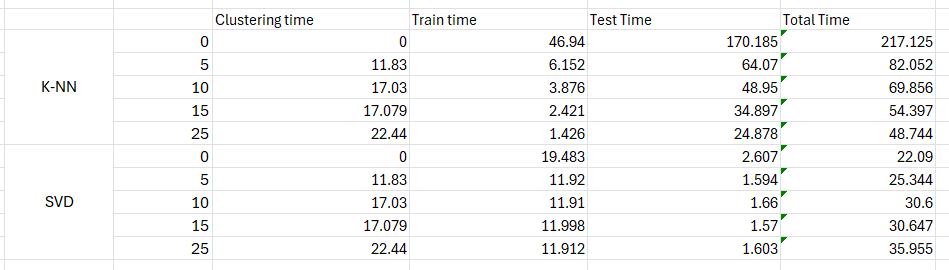 Clustering time Train time Test Time Total Time
0 0 46.94 170.185 217.125
5 11.83 6.152 64.07 82.052
K-NN 10 17.03 3.876 48.95 69.856
15 17.079 2.421 34.897 54.397
25 22.44 1.426 24.878 48.744
0 0 19.483 2.607 22.09
5 11.83 11.92 1.594 25.344
SVD 10 17.03 11.91 1.66 30.6
15 17.079 11.998 1.57 30.647
25 22.44 11.912 1.603 35.955